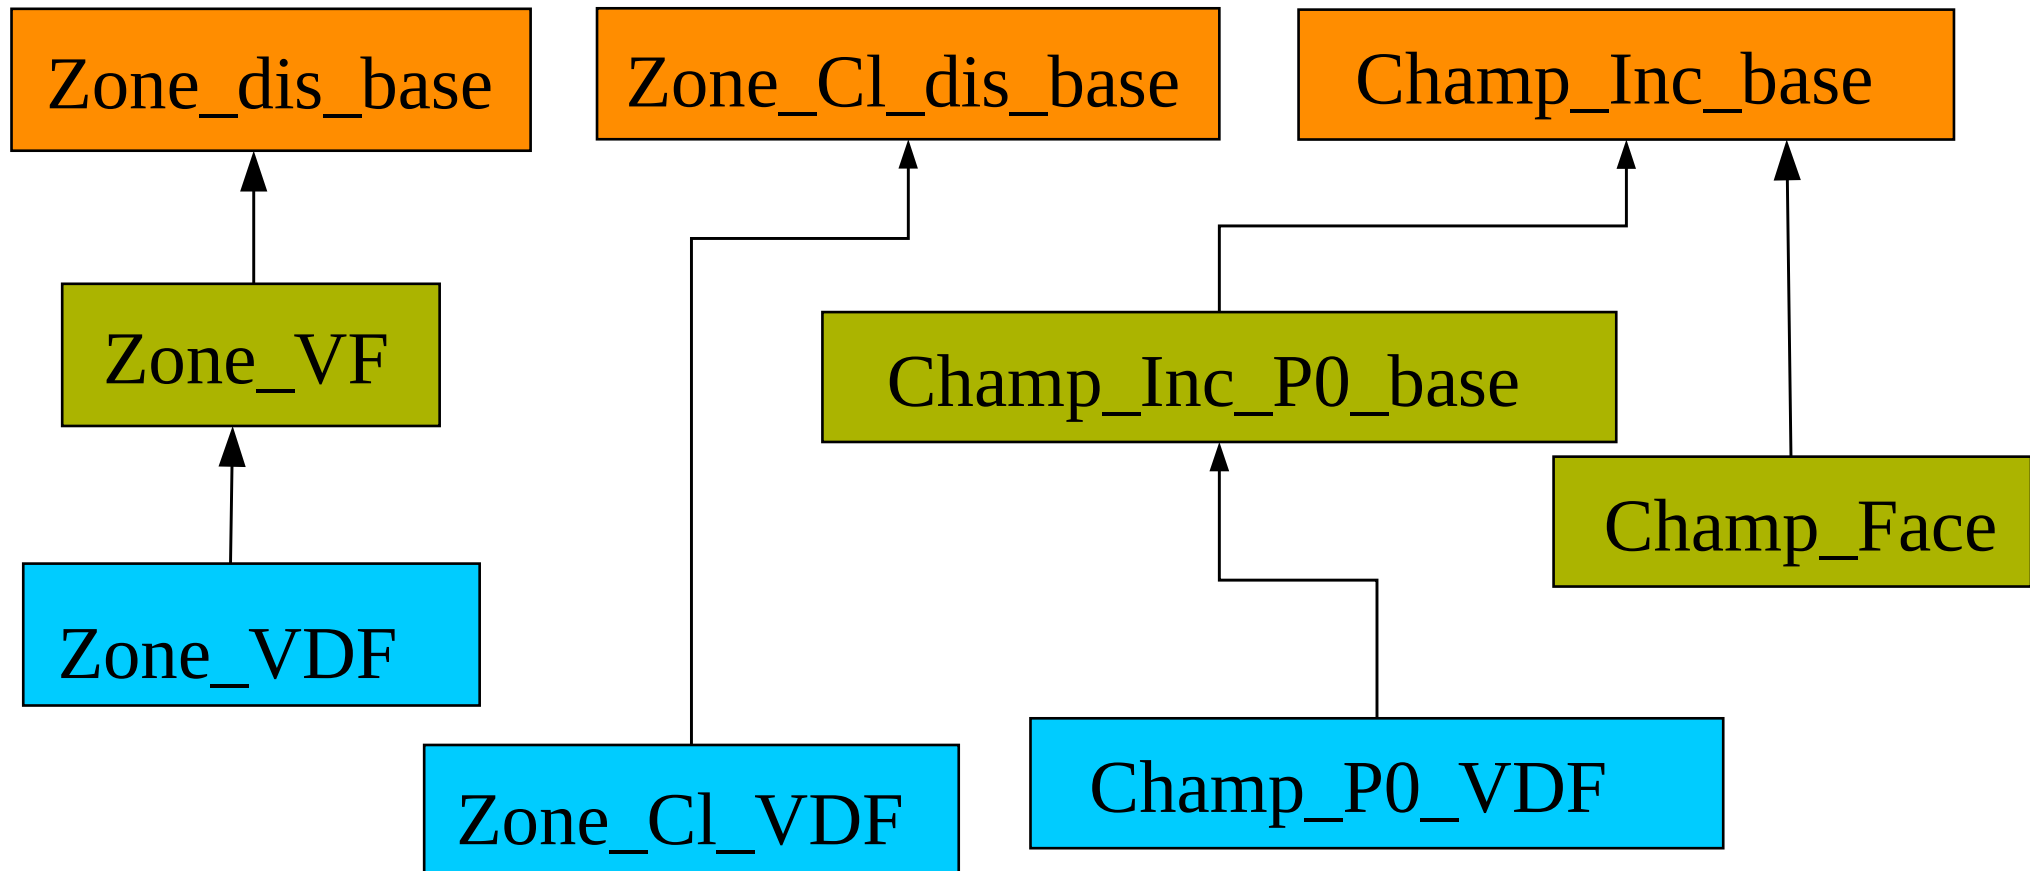 Zone_dis_base
Zone_Cl_dis_base
Champ_Inc_base
Zone_VF
Champ_Inc_P0_base
Champ_Face
Zone_VDF
Zone_Cl_VDF
Champ_P0_VDF